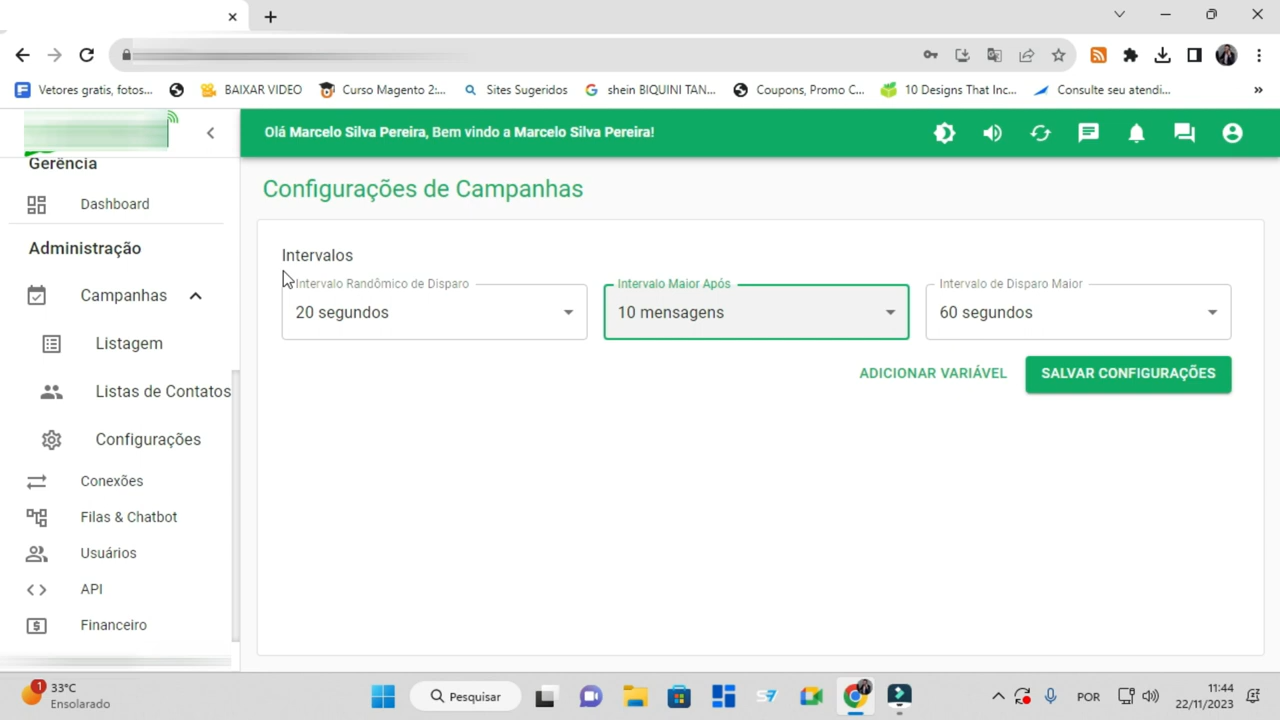 Vetores gratis, fotos...
BAIXAR VIDEO
Curso Magento 2:...
Sites Sugeridos
shein BIQUINI TAN...
Coupons, Promo C...
10 Designs That Inc...
Consulte seu atendi...
»
Olá Marcelo Silva Pereira, Bem vindo a Marcelo Silva Pereira!
Gerência
Dashboard
Administração
Campanhas
Listagem
Listas de Contatos
Configurações
Conexões
Filas & Chatbot
Usuários
API
Financeiro
Configurações de Campanhas
Intervalos
Intervalo Randômico de Disparo
20 segundos
Intervalo Maior Após
10 mensagens
Intervalo de Disparo Maior
60 segundos
ADICIONAR VARIÁVEL
SALVAR CONFIGURAÇÕES
1
33°C
Ensolarado
Pesquisar
POR
11:44
22/11/2023